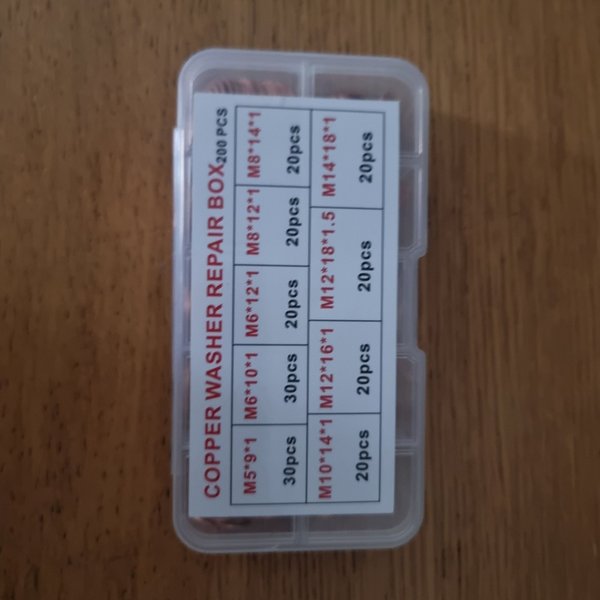 COPPER WASHER REPAIR BOX 200 PCS
M5*9*1 M6*10*1 M6*12*1 M8*12*1 M8*14*1
30pcs 30pcs 20pcs 20pcs 20pcs
M10*14*1 M12*16*1 M12*18*1.5 M14*18*1
20pcs 20pcs 20pcs 20pcs